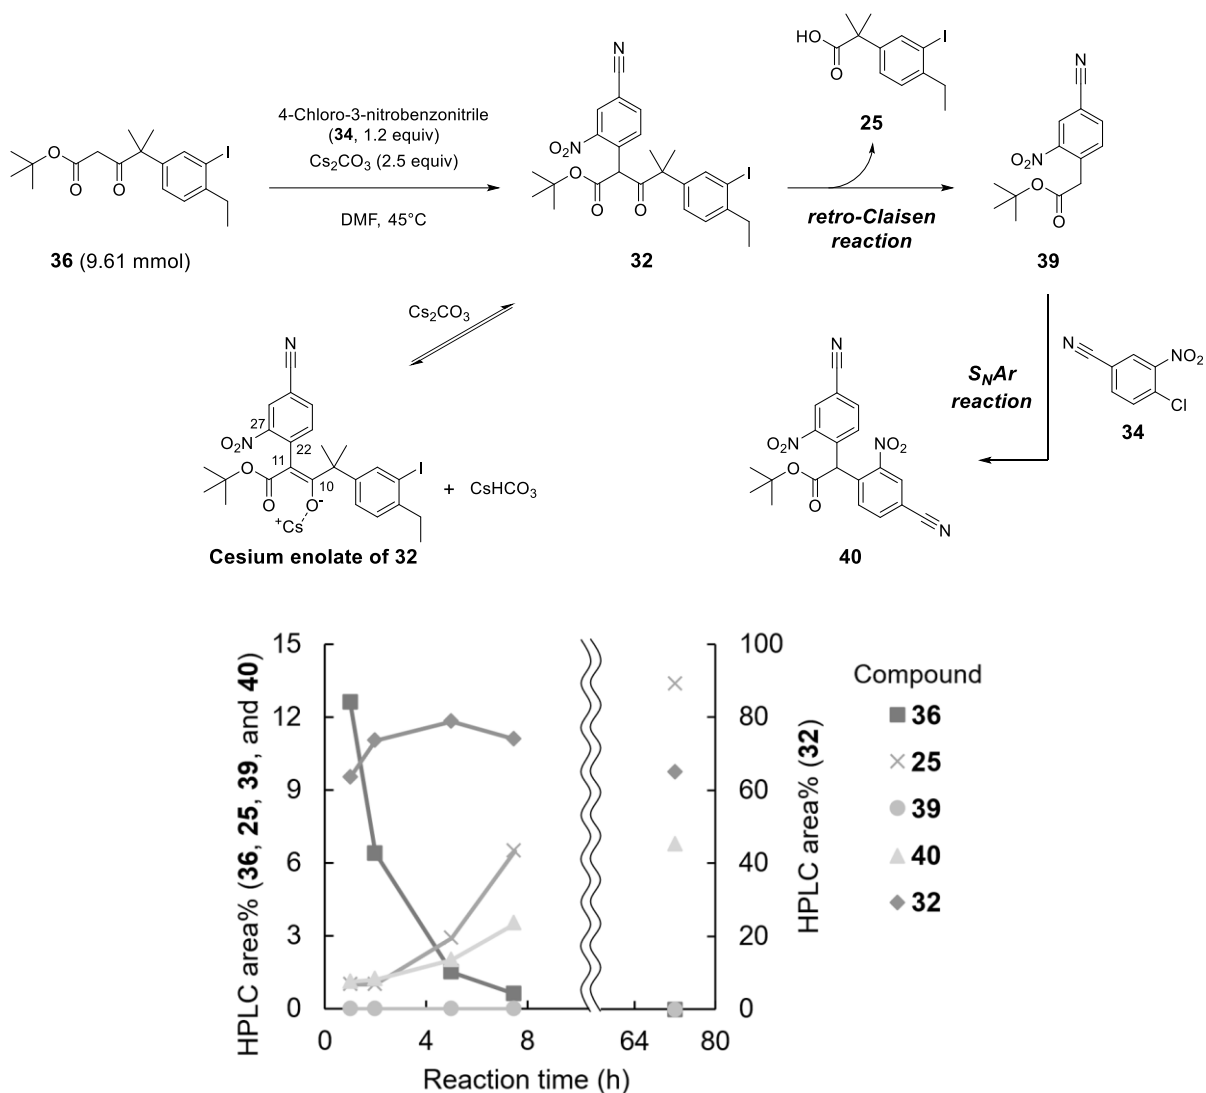 4-Chloro-3-nitrobenzonitrile
(34, 1.2 equiv)
Cs2CO3 (2.5 equiv)
DMF, 45°C
O
O
O
I
36 (9.61 mmol)
N
O2N
O
O
O
I
32
HO
O
I
25
retro-Claisen
reaction
N
O2N
O
O
39
Cs2CO3
N
27
O2N
22
11
O
O
10
O-
+Cs
I
+ CsHCO3
Cesium enolate of 32
SNAr
reaction
N
NO2
Cl
34
N
O2N
NO2
O
O
N
40
HPLC area% (36, 25, 39, and 40)
15
12
9
6
3
0
100
80
60
40
20
0
HPLC area% (32)
0 4 8 64 80
Reaction time (h)
Compound
36
25
39
40
32